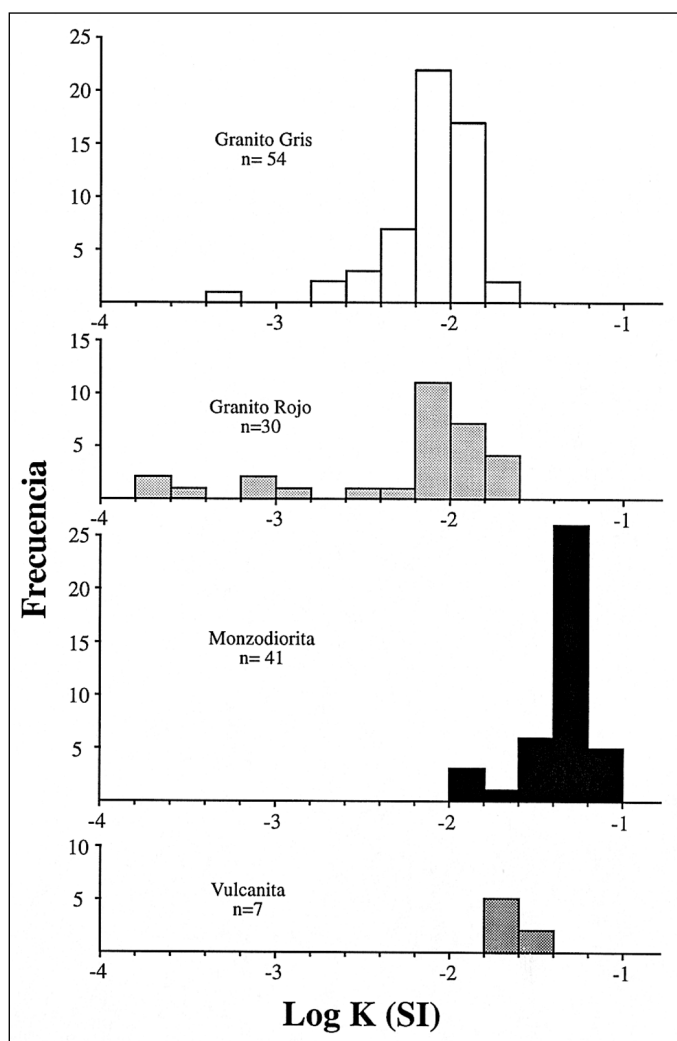 25
20
15
10
5
Granito Gris
n= 54
-4 -3 -2 -1
15
10
5
Granito Rojo
n=30
-4 -3 -2 -1
25
20
15
10
5
Monzodiorita
n= 41
-4 -3 -2 -1
10
5
Vulcanita
n=7
-4 -3 -2 -1
Frecuencia
Log K (SI)